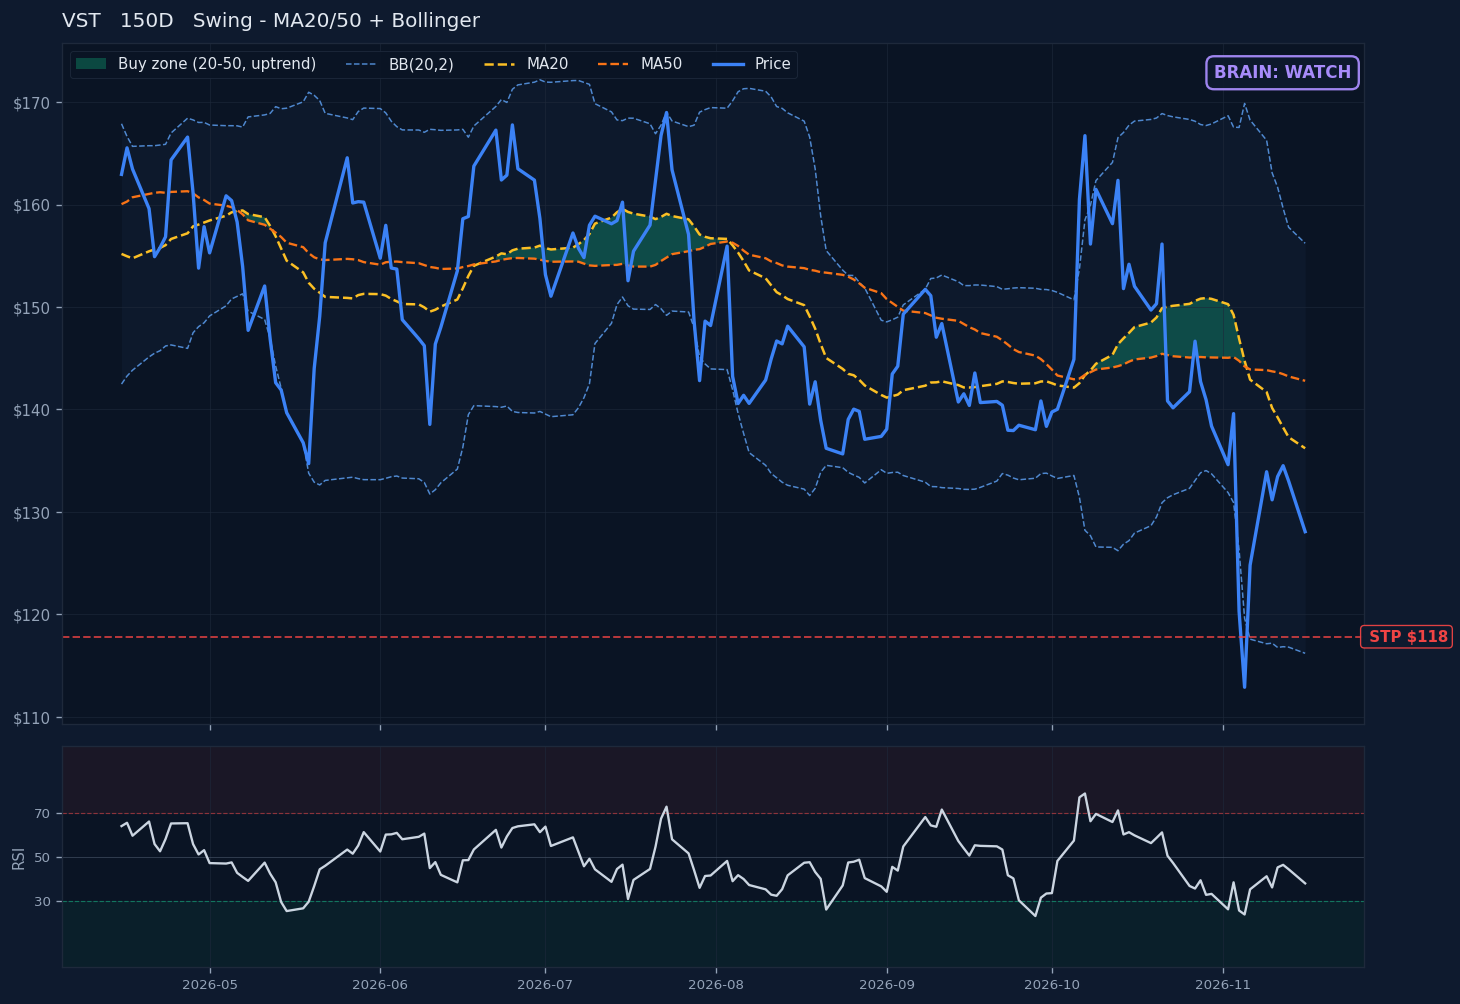 VST   150D   Swing - MA20/50 + Bollinger
Buy zone (20-50, uptrend)   BB(20,2)   MA20   MA50   Price
BRAIN: WATCH
$170
$160
$150
$140
$130
$120
$110
STP $118
RSI
70
50
30
2026-05   2026-06   2026-07   2026-08   2026-09   2026-10   2026-11